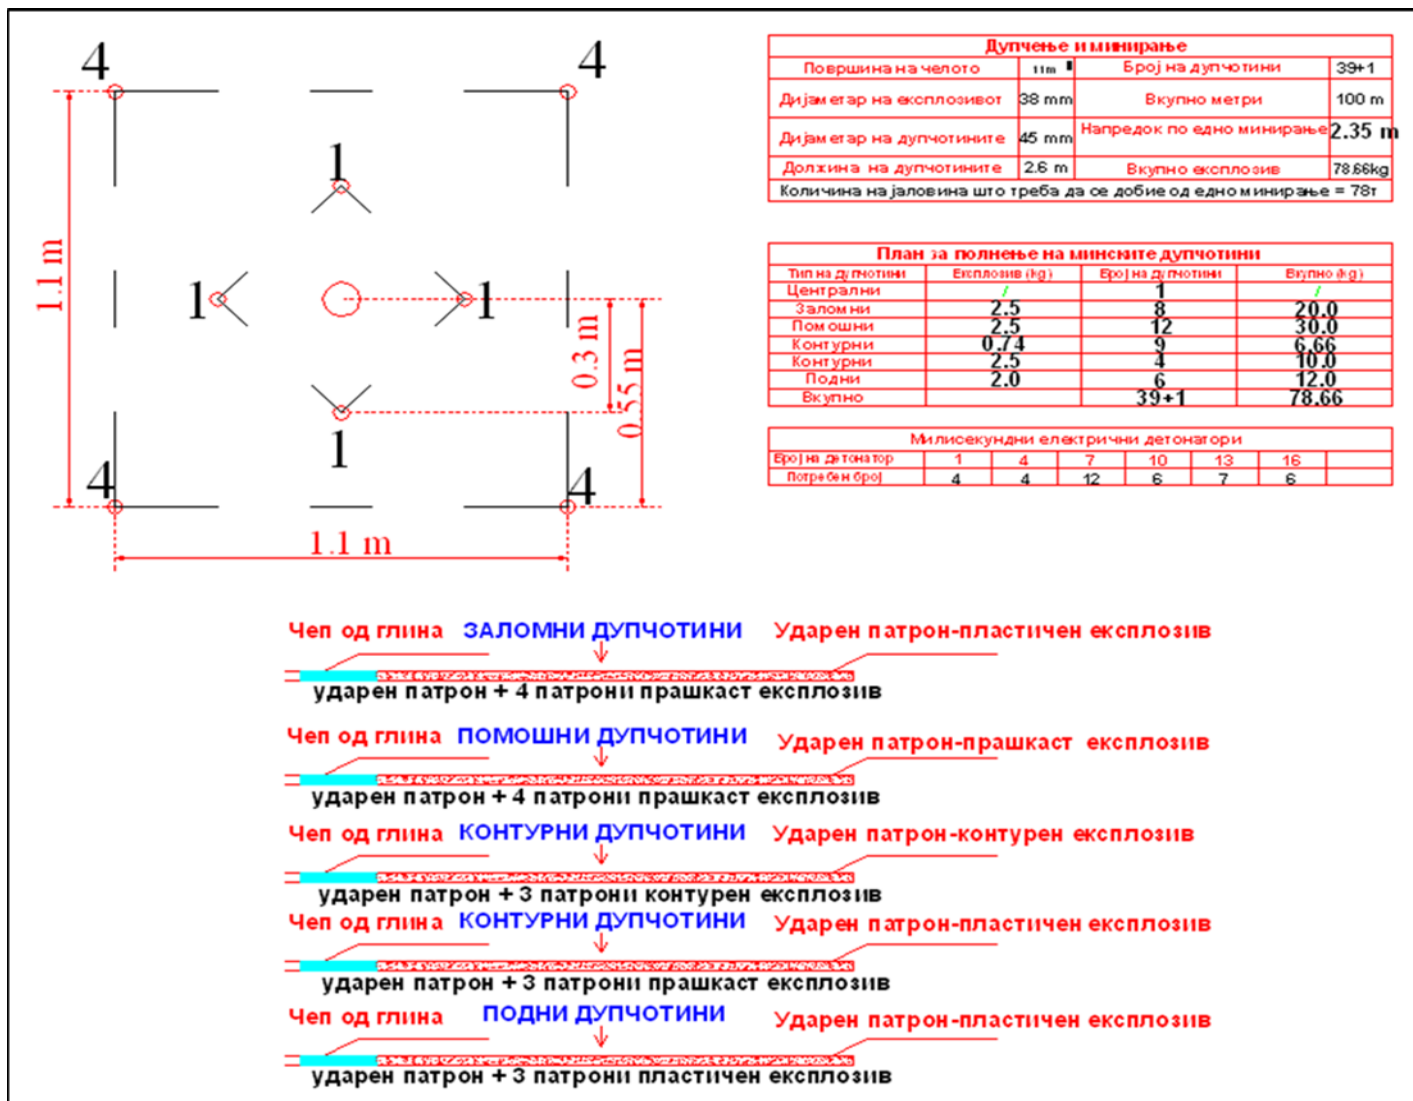 4
4
1
1
1
1
4
4
1.1 m
0.3 m
0.55 m
1.1 m
Дупчење и минирање
Површина на челото 11m Број на дупчотини 39+1
Дијаметар на експлозивот 38 mm Вкупно метри 100 m
Дијаметар на дупчотините 45 mm Напредок по едно минирање 2.35 m
Должина на дупчотините 2.6 m Вкупно експлозив 78.66kg
Количина на јаловина што треба да се добие од едно минирање = 78т
План за полнење на минските дупчотини
Тип на дупчотини Експлозив (kg) Број на дупчотини Вкупно (kg)
Централни / 1 /
Заломни 2.5 8 20.0
Помошни 2.5 12 30.0
Контурни 0.74 9 6.66
Контурни 2.5 4 10.0
Подни 2.0 6 12.0
Вкупно 39+1 78.66
Милисекундни електрични детонатори
Број на детонатор 1 4 7 10 13 16
Потребен број 4 4 12 6 7 6
Чеп од глина ЗАЛОМНИ ДУПЧОТИНИ Ударен патрон-пластичен експлозив
ударен патрон + 4 патрони прашкаст експлозив
Чеп од глина ПОМОШНИ ДУПЧОТИНИ Ударен патрон-прашкаст експлозив
ударен патрон + 4 патрони прашкаст експлозив
Чеп од глина КОНТУРНИ ДУПЧОТИНИ Ударен патрон-контурен експлозив
ударен патрон + 3 патрони контурен експлозив
Чеп од глина КОНТУРНИ ДУПЧОТИНИ Ударен патрон-пластичен експлозив
ударен патрон + 3 патрони прашкаст експлозив
Чеп од глина ПОДНИ ДУПЧОТИНИ Ударен патрон-пластичен експлозив
ударен патрон + 3 патрони пластичен експлозив